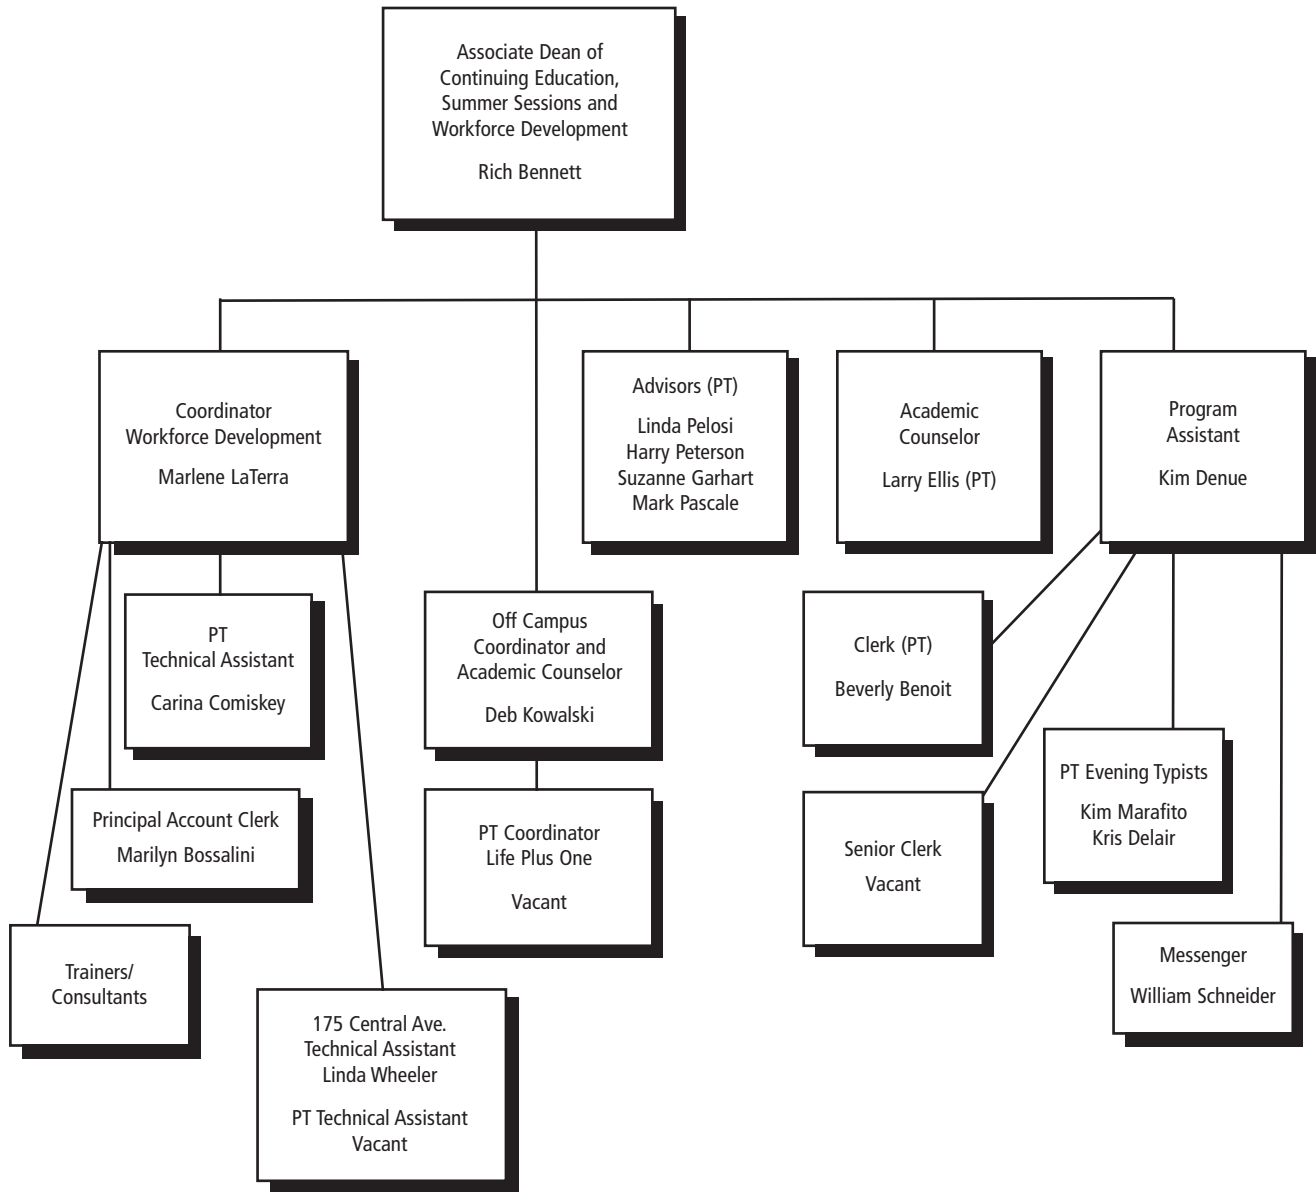 Associate Dean of
Continuing Education,
Summer Sessions and
Workforce Development
Rich Bennett
Coordinator
Workforce Development
Marlene LaTerra
Advisors (PT)
Linda Pelosi
Harry Peterson
Suzanne Garhart
Mark Pascale
Academic
Counselor
Larry Ellis (PT)
Program
Assistant
Kim Denue
PT
Technical Assistant
Carina Comiskey
Off Campus
Coordinator and
Academic Counselor
Deb Kowalski
Clerk (PT)
Beverly Benoit
PT Evening Typists
Kim Marafito
Kris Delair
Principal Account Clerk
Marilyn Bossalini
PT Coordinator
Life Plus One
Vacant
Senior Clerk
Vacant
Trainers/
Consultants
Messenger
William Schneider
175 Central Ave.
Technical Assistant
Linda Wheeler
PT Technical Assistant
Vacant